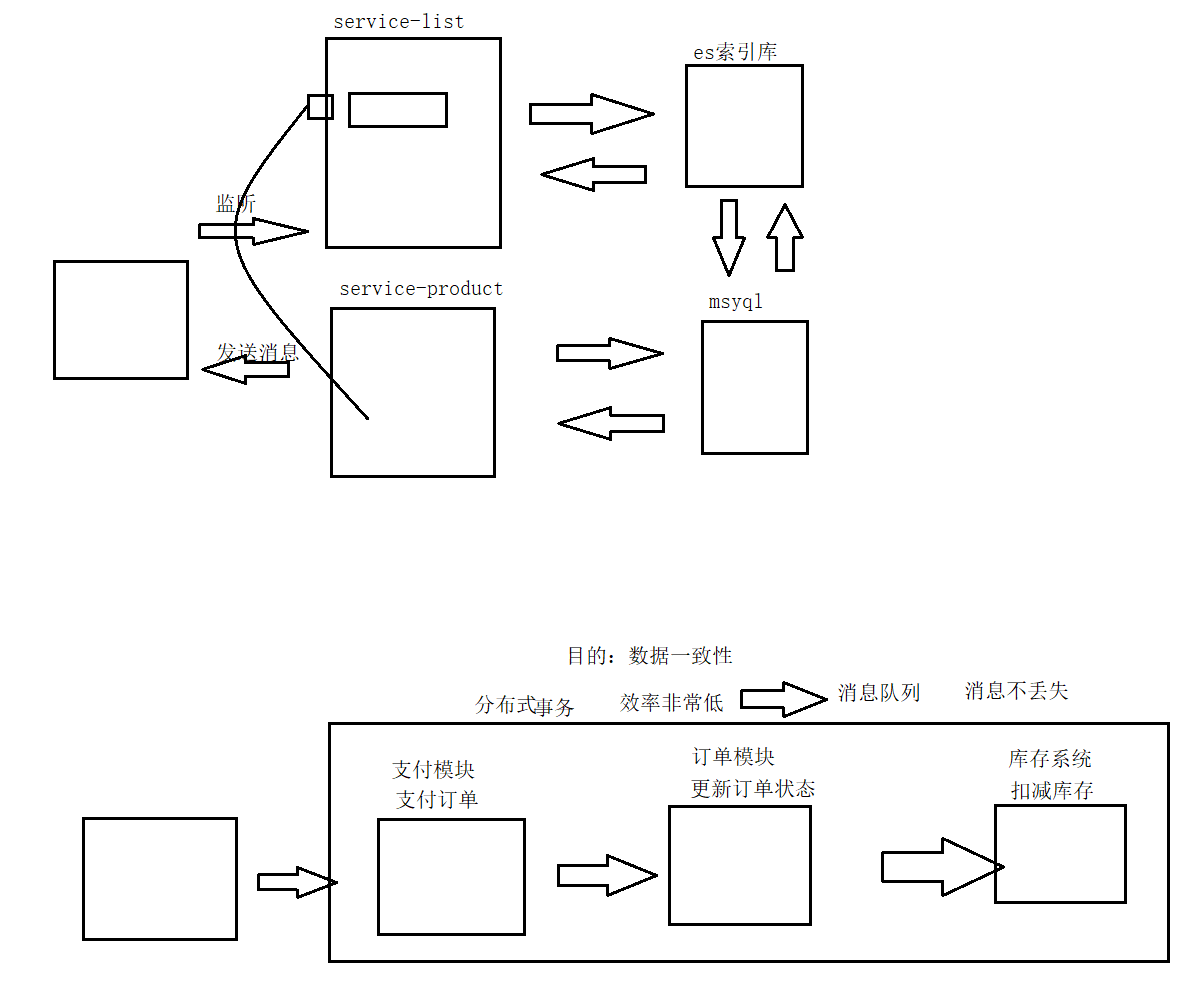 service-list
es索引库
监听
service-product
msyql
发送消息
目的：数据一致性
分布式事务 效率非常低 消息队列 消息不丢失
支付模块
支付订单
订单模块
更新订单状态
库存系统
扣减库存